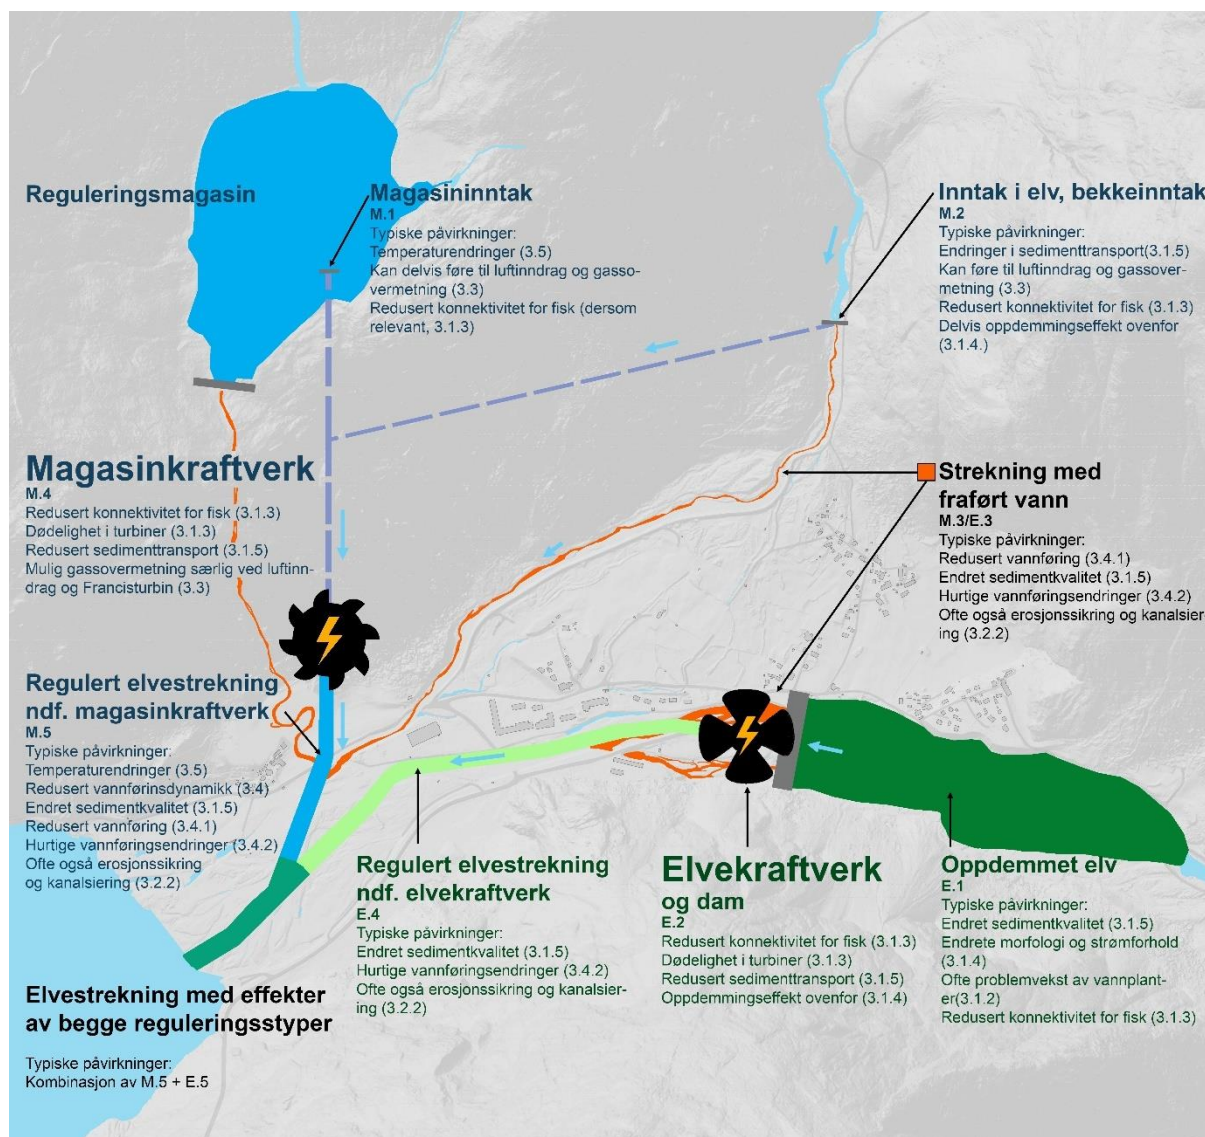 Reguleringsmagasin
Magasininntak
M.1
Typiske påvirkninger:
Temperaturendringer (3.5)
Kan delvis føre til luftinndrag og gasso-
vermetning (3.3)
Redusert konnektivitet for fisk (dersom
relevant, 3.1.3)
Inntak i elv, bekkeinntak
M.2
Typiske påvirkninger:
Endringer i sedimenttransport(3.1.5)
Kan føre til luftinndrag og gassover-
metning (3.3)
Redusert konnektivitet for fisk (3.1.3)
Delvis oppdemmingseffekt ovenfor
(3.1.4.)
Magasinkraftverk
M.4
Redusert konnektivitet for fisk (3.1.3)
Dødelighet i turbiner (3.1.3)
Redusert sedimenttransport (3.1.5)
Mulig gassovermetning særlig ved luftinn-
drag og Francisturbin (3.3)
Strekning med
fraført vann
M.3/E.3
Typiske påvirkninger:
Redusert vannføring (3.4.1)
Endret sedimentkvalitet (3.1.5)
Hurtige vannføringsendringer (3.4.2)
Ofte også erosjonssikring og kanalsier-
ing (3.2.2)
Regulert elvestrekning
ndf. magasinkraftverk
M.5
Typiske påvirkninger:
Temperaturendringer (3.5)
Redusert vannførinsdynamikk (3.4)
Endret sedimentkvalitet (3.1.5)
Redusert vannføring (3.4.1)
Hurtige vannføringsendringer (3.4.2)
Ofte også erosjonssikring
og kanalsiering (3.2.2)
Regulert elvestrekning
ndf. elvekraftverk
E.4
Typiske påvirkninger:
Endret sedimentkvalitet (3.1.5)
Hurtige vannføringsendringer (3.4.2)
Ofte også erosjonssikring og kanalsier-
ing (3.2.2)
Elvekraftverk
og dam
E.2
Redusert konnektivitet for fisk (3.1.3)
Dødelighet i turbiner (3.1.3)
Redusert sedimenttransport (3.1.5)
Oppdemmingseffekt ovenfor (3.1.4)
Oppdemmet elv
E.1
Typiske påvirkninger:
Endret sedimentkvalitet (3.1.5)
Endrete morfologi og strømforhold
(3.1.4)
Ofte problemvekst av vannplant-
er(3.1.2)
Redusert konnektivitet for fisk (3.1.3)
Elvestrekning med effekter
av begge reguleringsstyper
Typiske påvirkninger:
Kombinasjon av M.5 + E.5